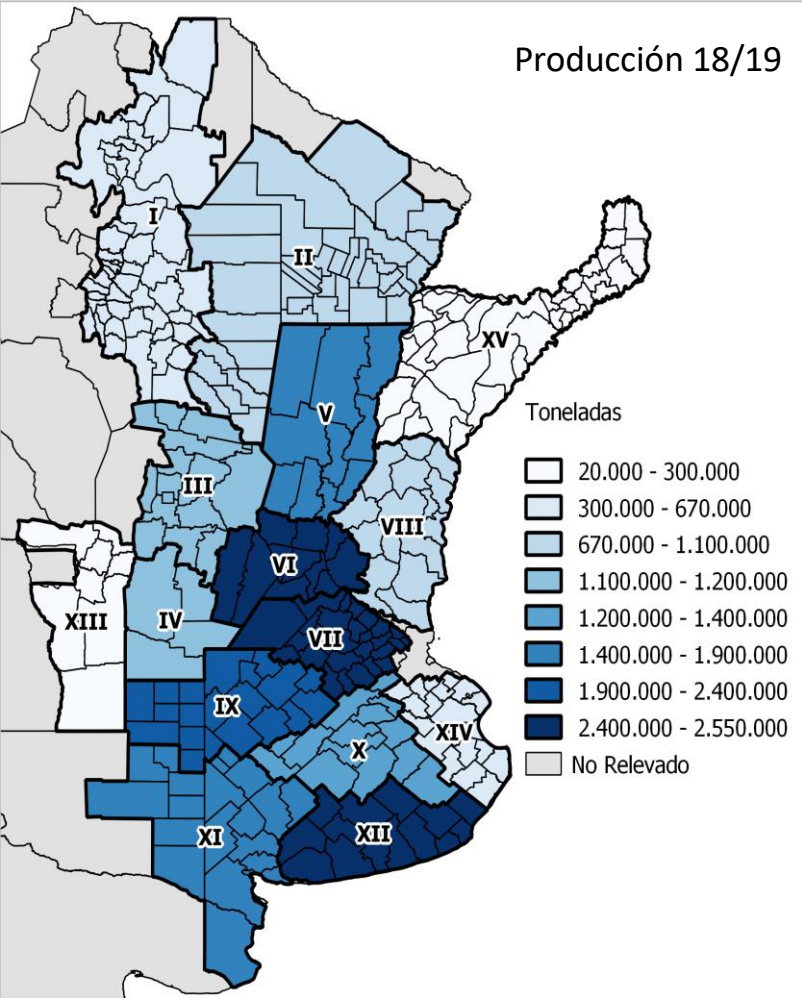 Producción 18/19
I
II
XV
V
III
VIII
VI
XIII
IV
VII
IX
XIV
X
XI
XII
Toneladas
20.000 - 300.000
300.000 - 670.000
670.000 - 1.100.000
1.100.000 - 1.200.000
1.200.000 - 1.400.000
1.400.000 - 1.900.000
1.900.000 - 2.400.000
2.400.000 - 2.550.000
No Relevado